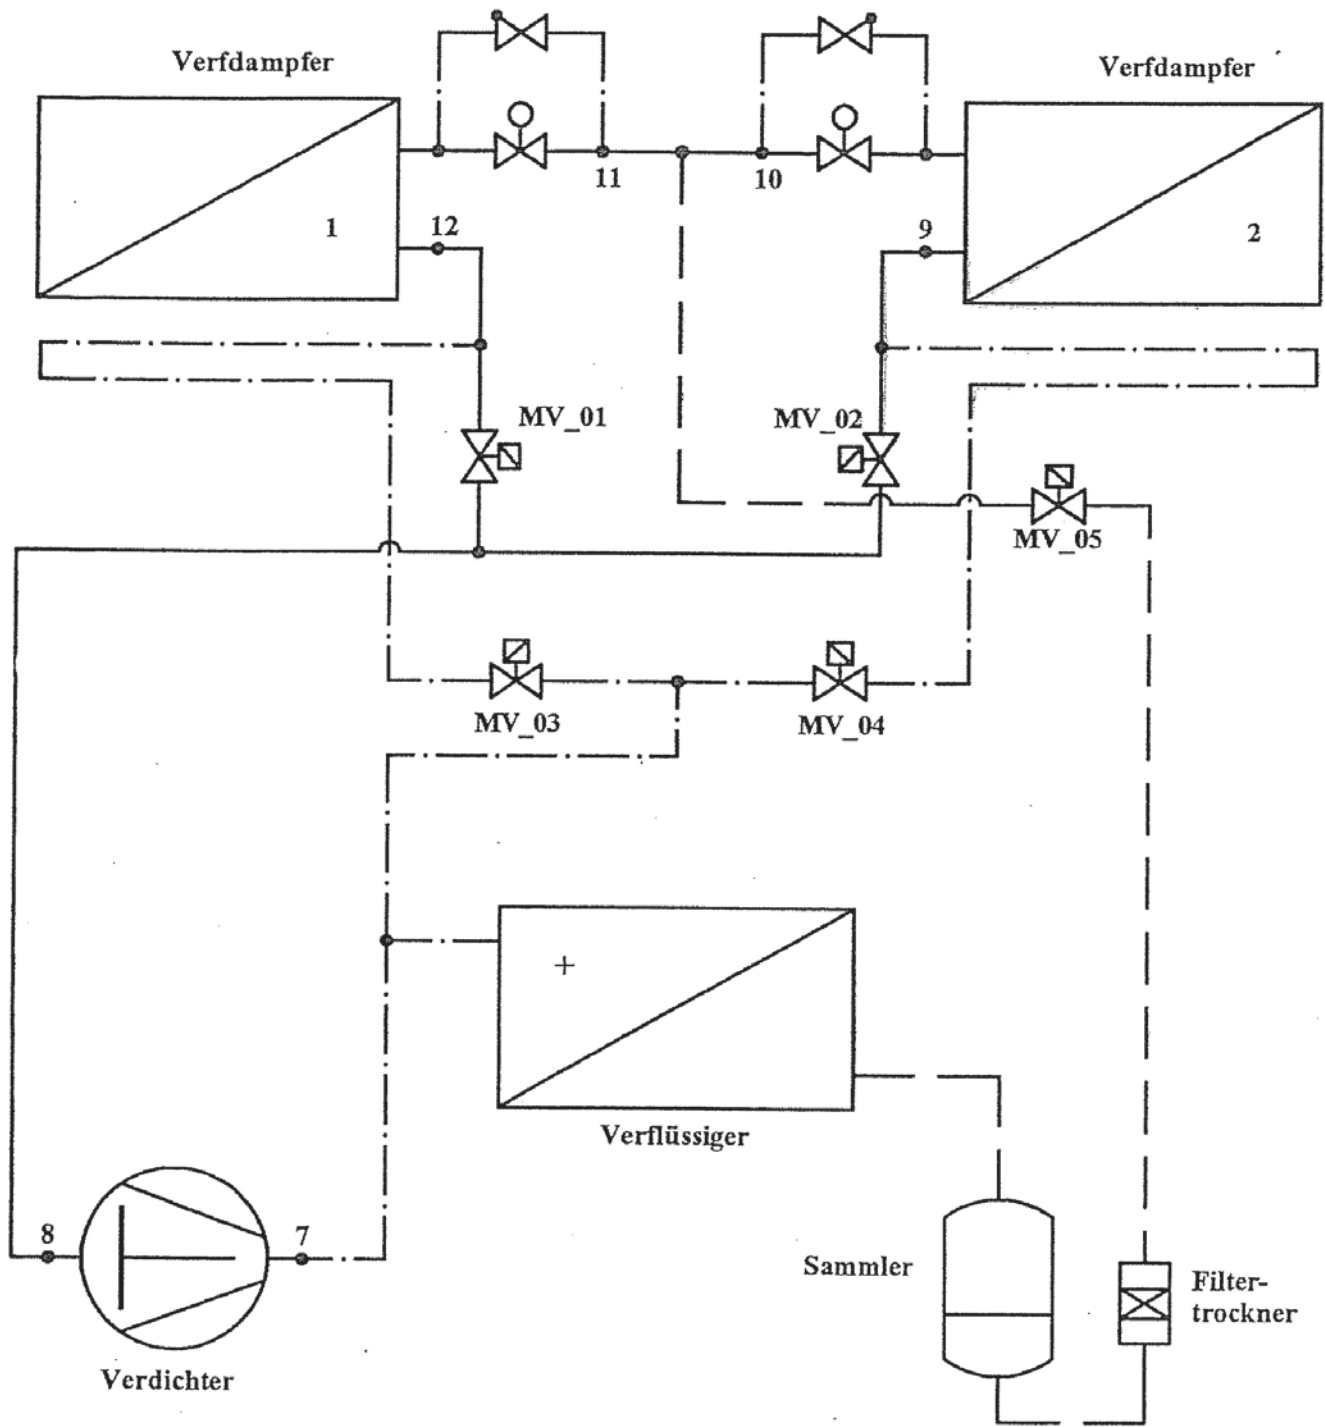 Verfdampfer
Verfdampfer
11
10
1
12
9
2
MV_01
MV_02
MV_05
MV_03
MV_04
+
Verflüssiger
8
7
Sammler
Filter-
trockner
Verdichter